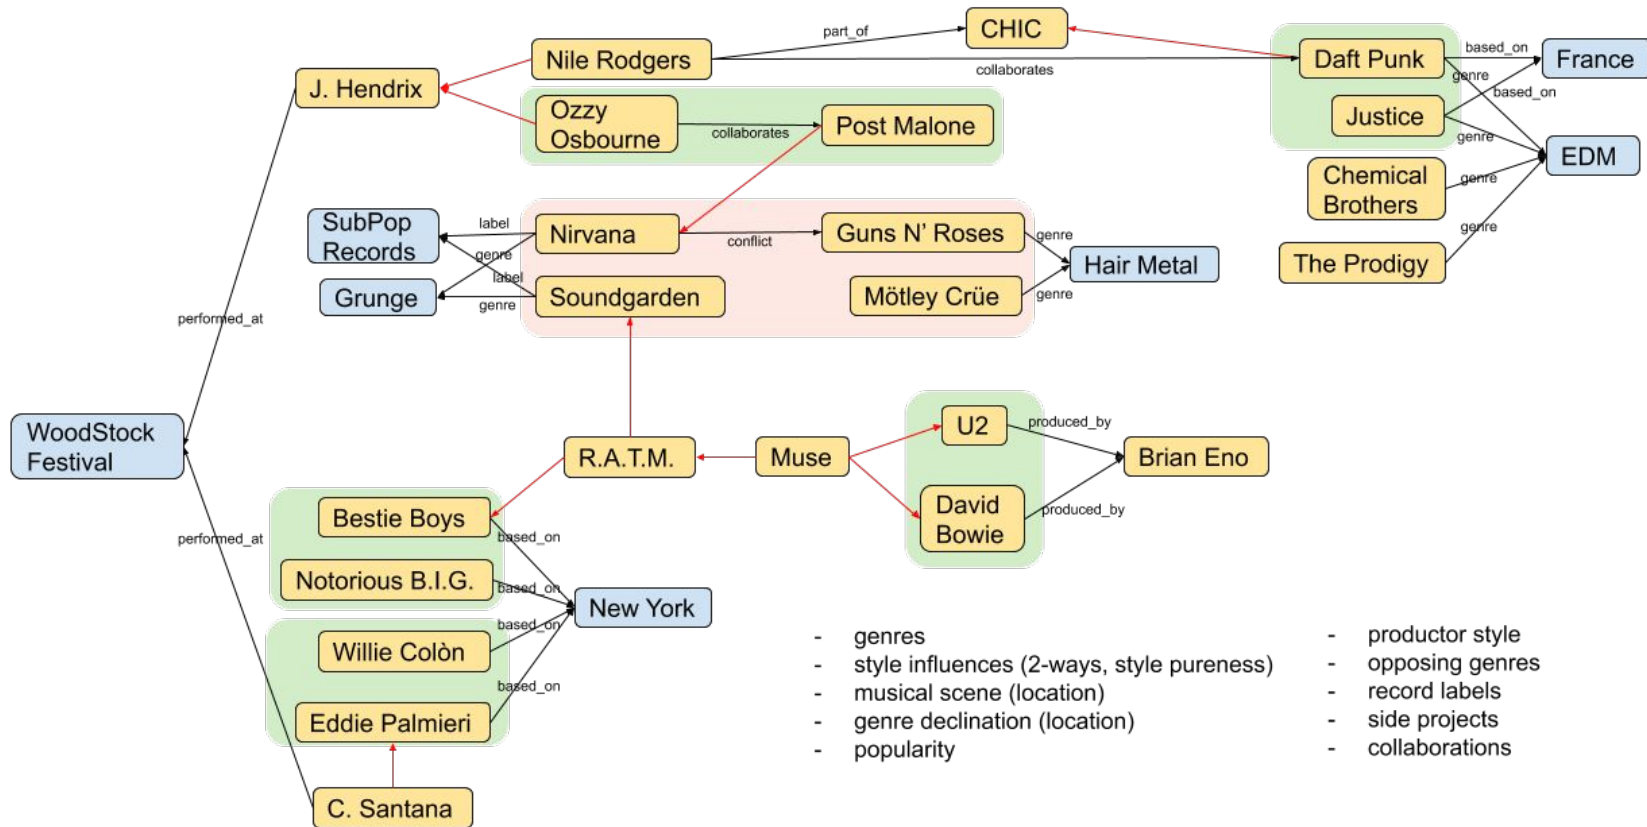 CHIC
part_of
Nile Rodgers
collaborates
Daft Punk
based_on
France
genre
based_on
J. Hendrix
Ozzy
Osbourne
collaborates
Post Malone
Justice
genre
EDM
Chemical
Brothers
genre
SubPop
Records
label
Nirvana
conflict
Guns N' Roses
genre
genre
The Prodigy
genre
Hair Metal
label
Grunge
genre
Soundgarden
Mötley Crüe
genre
performed_at
WoodStock
Festival
U2
produced_by
R.A.T.M.
Muse
Brian Eno
David
Bowie
produced_by
Bestie Boys
based_on
performed_at
Notorious B.I.G.
based_on
New York
based_on
Willie Colòn
based_on
Eddie Palmieri
C. Santana
- genres
- style influences (2-ways, style pureness)
- musical scene (location)
- genre declination (location)
- popularity
- productor style
- opposing genres
- record labels
- side projects
- collaborations